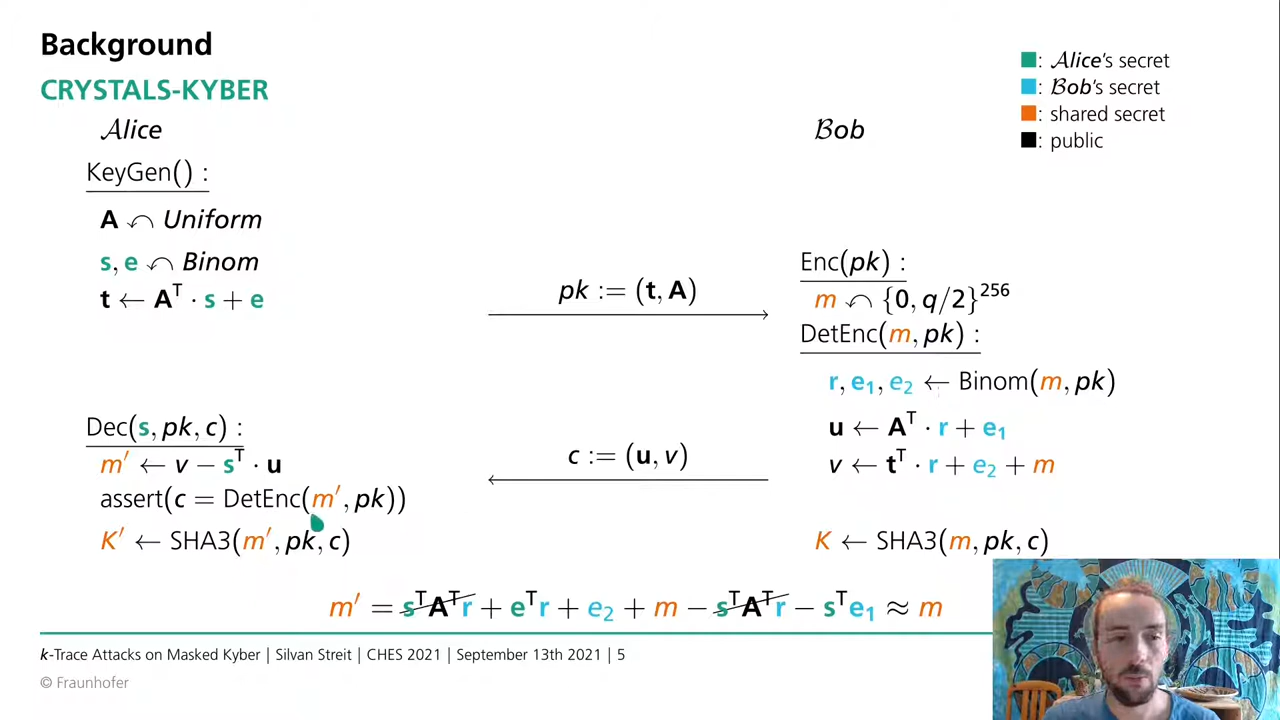 Background
CRYSTALS-KYBER
■: 𝒜lice's secret
■: ℬob's secret
■: shared secret
■: public
𝒜lice
ℬob
KeyGen() :
A ↶ Uniform
s, e ↶ Binom
t ← Aᵀ · s + e
pk := (t, A)
Enc(pk) :
m ↶ {0, q/2}²⁵⁶
DetEnc(m, pk) :
r, e₁, e₂ ← Binom(m, pk)
u ← Aᵀ · r + e₁
v ← tᵀ · r + e₂ + m
c := (u, v)
Dec(s, pk, c) :
m′ ← v − sᵀ · u
assert(c = DetEnc(m′, pk))
K′ ← SHA3(m′, pk, c)
K ← SHA3(m, pk, c)
m′ = sᵀAᵀr + eᵀr + e₂ + m − sᵀAᵀr − sᵀe₁ ≈ m
k-Trace Attacks on Masked Kyber | Silvan Streit | CHES 2021 | September 13th 2021 | 5
© Fraunhofer